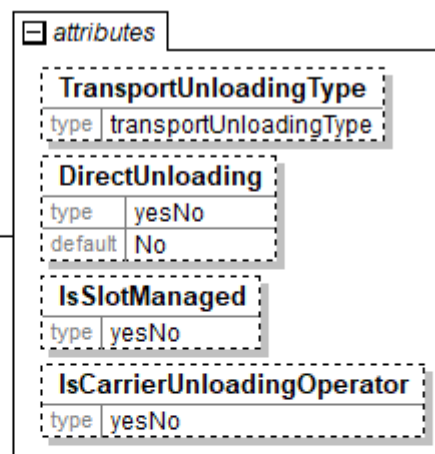 attributes
TransportUnloadingType
type transportUnloadingType
DirectUnloading
type yesNo
default No
IsSlotManaged
type yesNo
IsCarrierUnloadingOperator
type yesNo